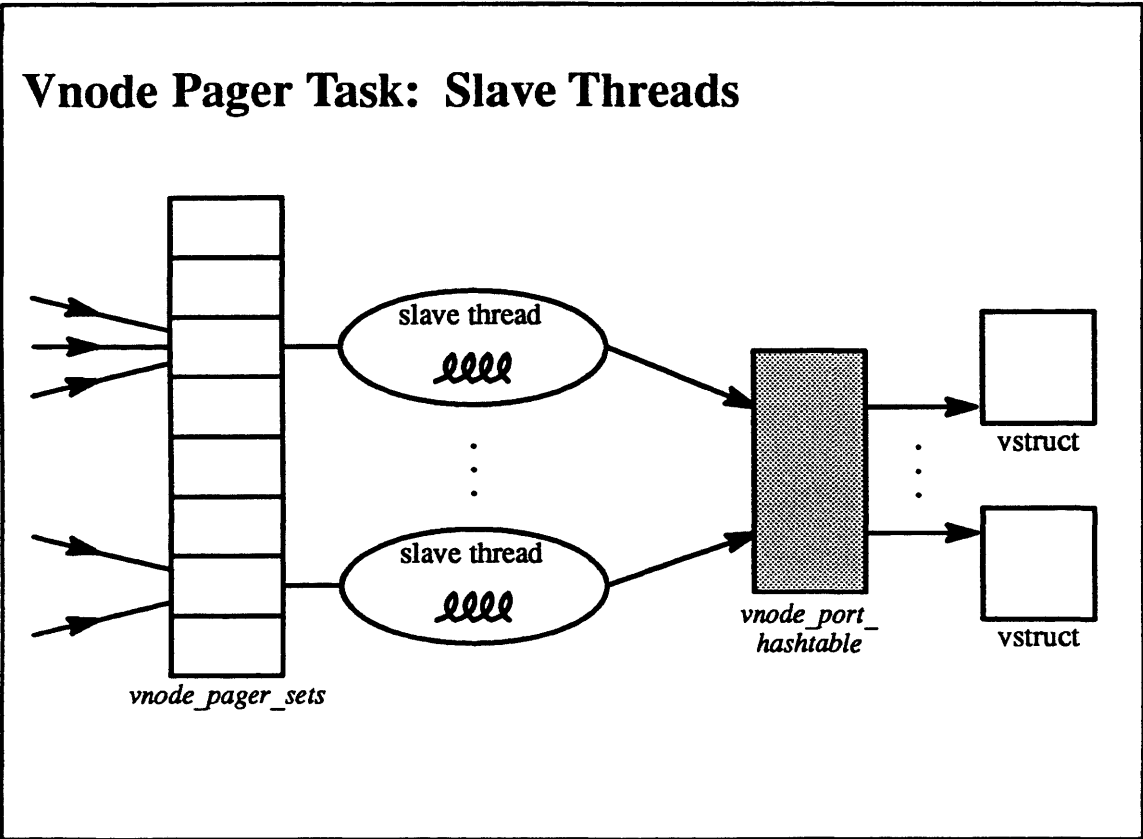 Vnode Pager Task: Slave Threads
slave thread
slave thread
vnode_pager_sets
vnode_port_
hashtable
vstruct
vstruct